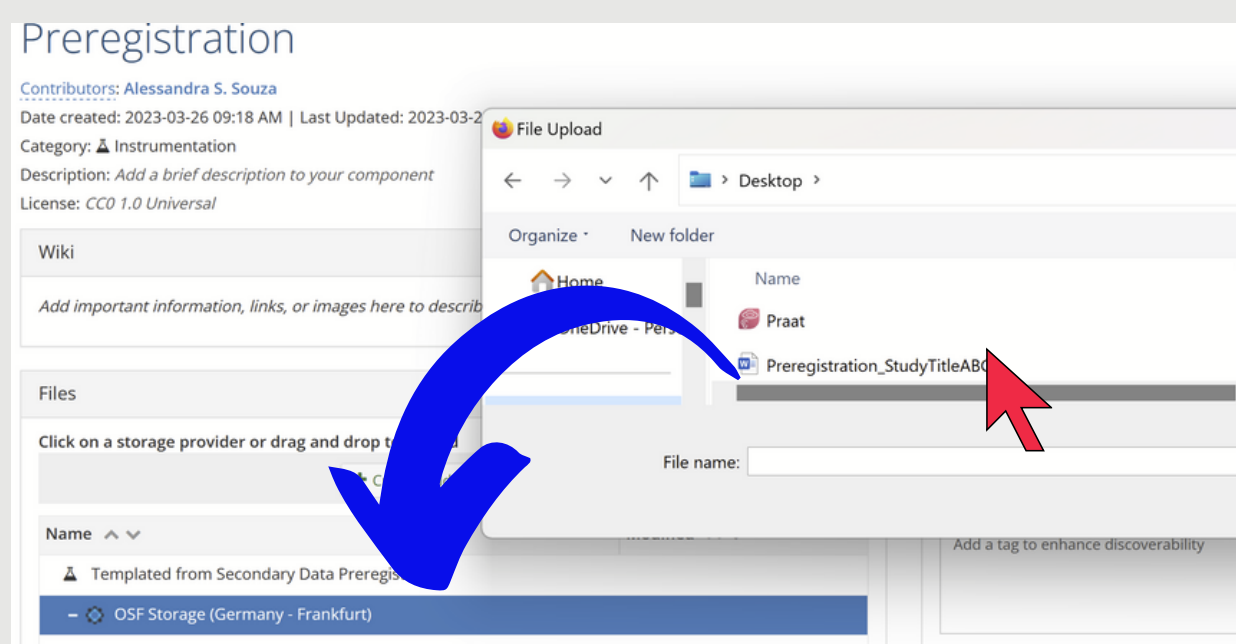 Preregistration
Contributors: Alessandra S. Souza
Date created: 2023-03-26 09:18 AM | Last Updated: 2023-03-2
Category: Instrumentation
Description: Add a brief description to your component
License: CC0 1.0 Universal
Wiki
Add important information, links, or images here to describ
Files
Click on a storage provider or drag and drop
Name
Templated from Secondary Data
OSF Storage (Germany - Frankfurt)
File Upload
Desktop
Organize
New folder
Home
OneDrive - Pers
Name
Praat
Preregistration_StudyTitleABC
File name:
Modified
Add a tag to enhance discoverability